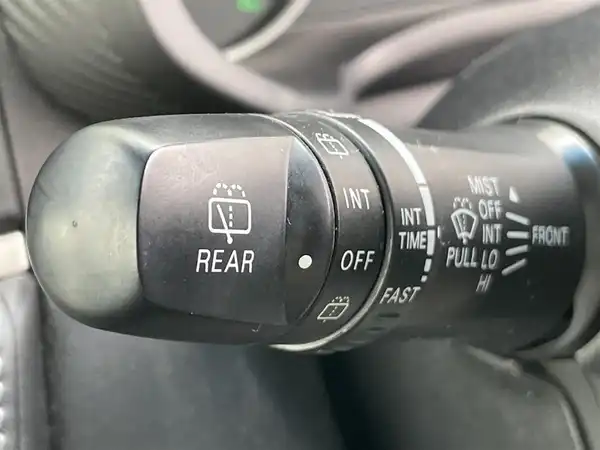 REAR
INT
OFF
INT
TIME
FAST
MIST
OFF
INT
PULL LO
HI
FRONT